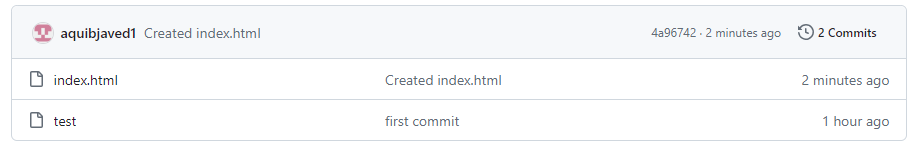 aquibjaved1 Created index.html 4a96742 · 2 minutes ago 2 Commits
index.html Created index.html 2 minutes ago
test first commit 1 hour ago